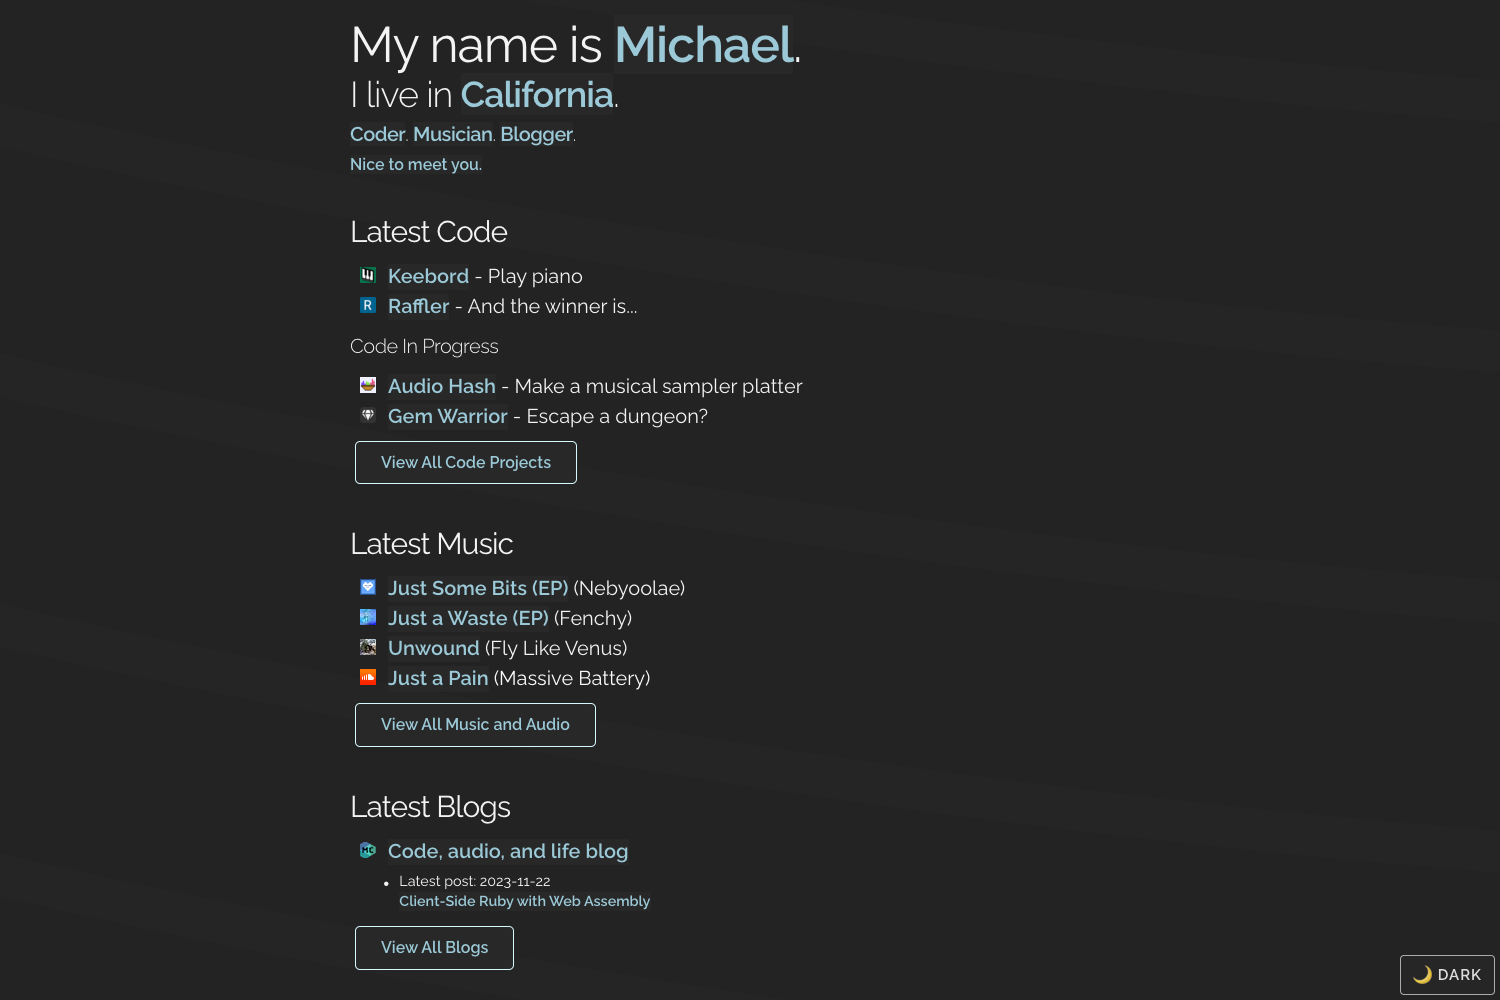 My name is Michael.
I live in California.
Coder. Musician. Blogger.
Nice to meet you.
Latest Code
Keebord - Play piano
R Raffler - And the winner is...
Code In Progress
Audio Hash - Make a musical sampler platter
Gem Warrior - Escape a dungeon?
View All Code Projects
Latest Music
Just Some Bits (EP) (Nebyoolae)
Just a Waste (EP) (Fenchy)
Unwound (Fly Like Venus)
Just a Pain (Massive Battery)
View All Music and Audio
Latest Blogs
MC Code, audio, and life blog
Latest post: 2023-11-22
Client-Side Ruby with Web Assembly
View All Blogs
DARK